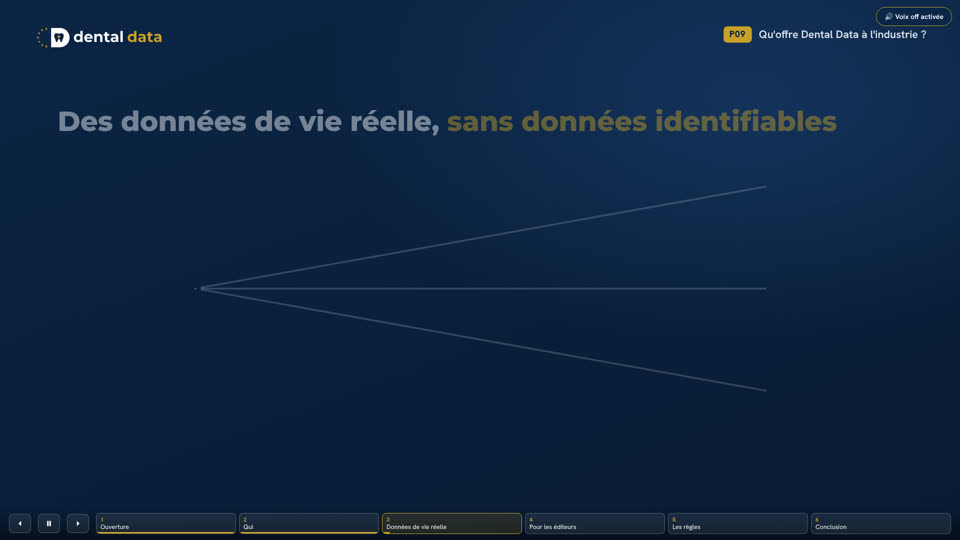 🔊 Voix off activée
dental data
P09 Qu'offre Dental Data à l'industrie ?
Des données de vie réelle, sans données identifiables
1
Ouverture
2
Qui
3
Données de vie réelle
4
Pour les éditeurs
5
Les règles
6
Conclusion